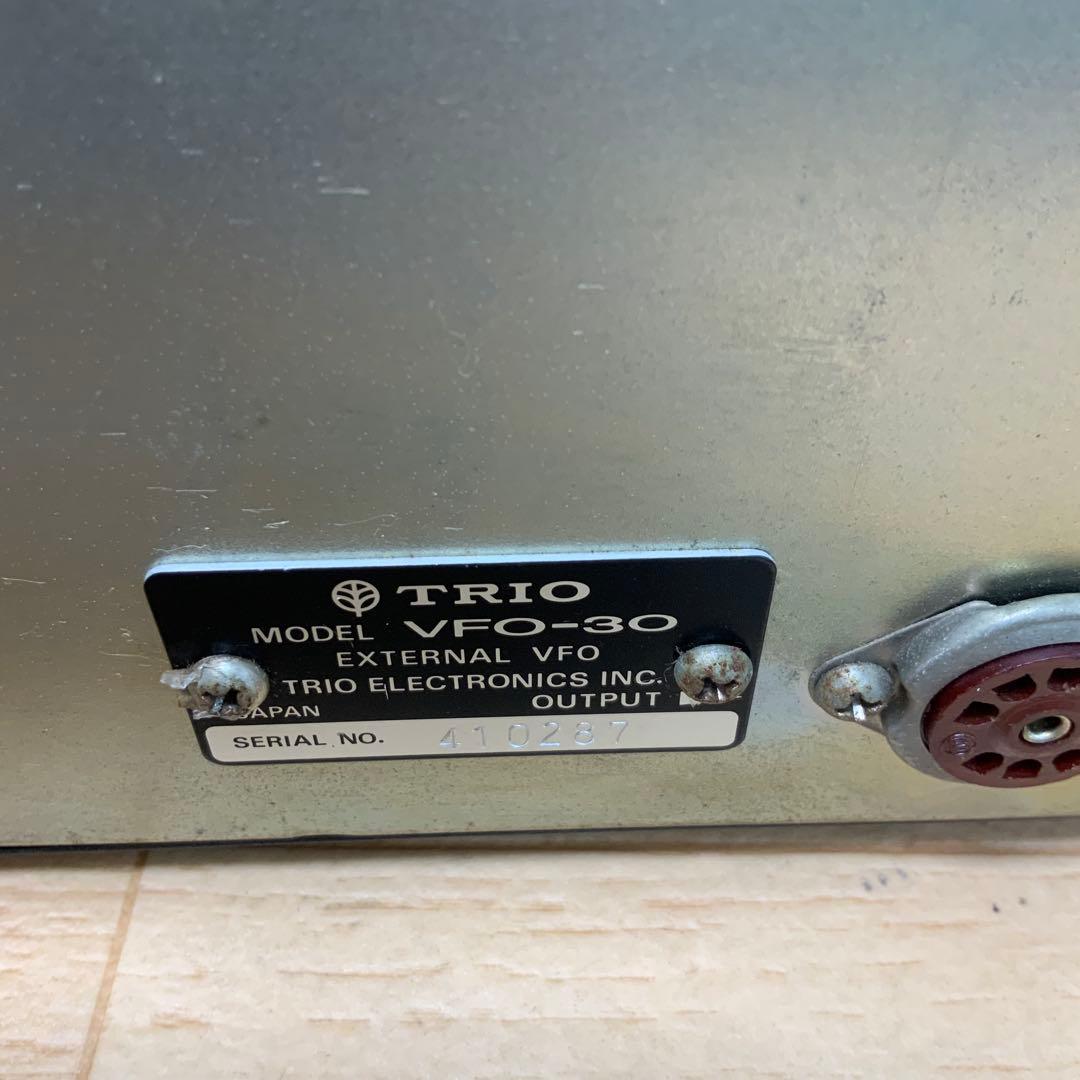 TRIO
MODEL VFO-30
EXTERNAL VFO
TRIO ELECTRONICS INC.
JAPAN OUTPUT
SERIAL NO. 410287